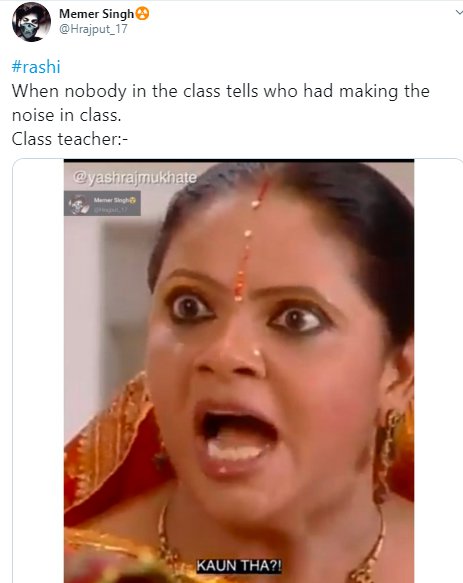 Memer Singh☢
@Hrajput_17
#rashi
When nobody in the class tells who had making the
noise in class.
Class teacher:-
@yashrajmukhate
Memer Singh☢
@Hrajput_17
KAUN THA?!